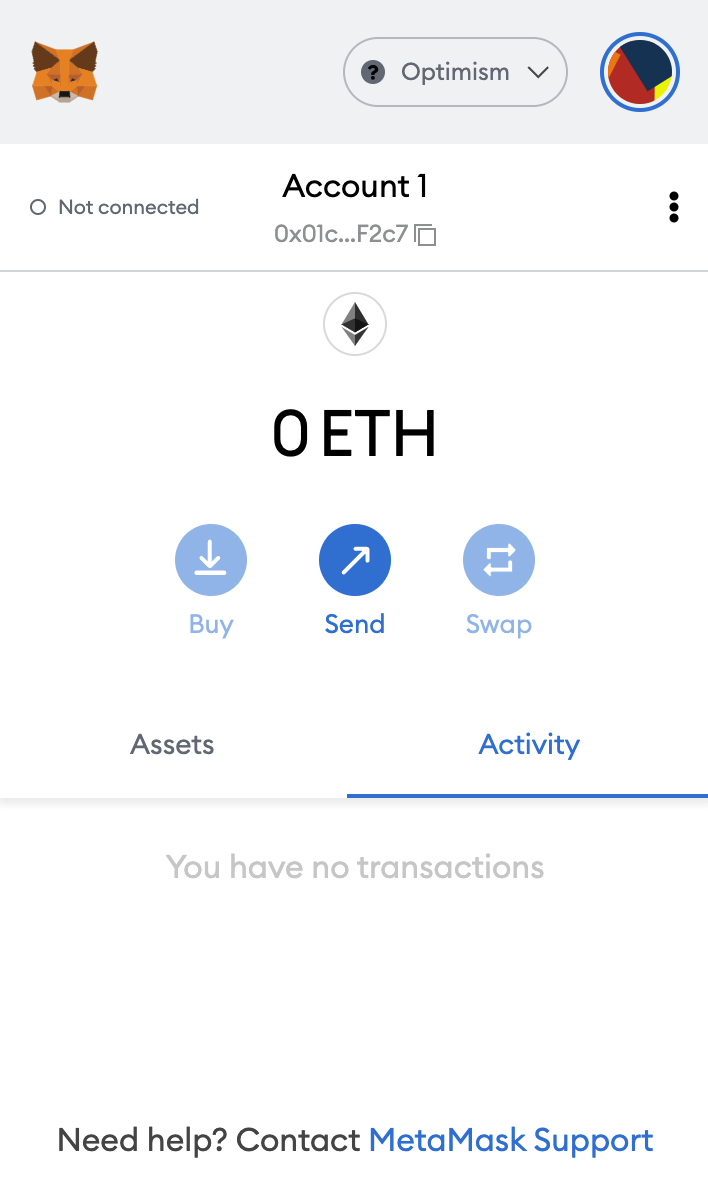 ? Optimism
Account 1
Not connected
0x01c...F2c7
0 ETH
Buy Send Swap
Assets Activity
You have no transactions
Need help? Contact MetaMask Support